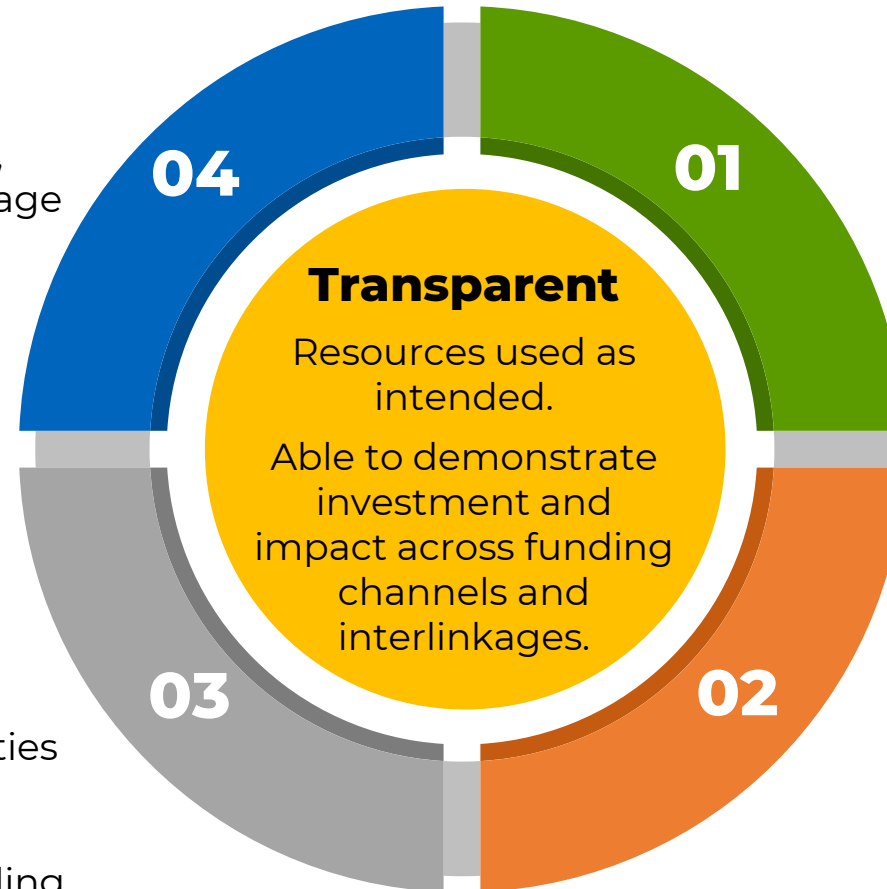 04
01
Transparent
Resources used as
intended.
Able to demonstrate
investment and
impact across funding
channels and
interlinkages.
03
02